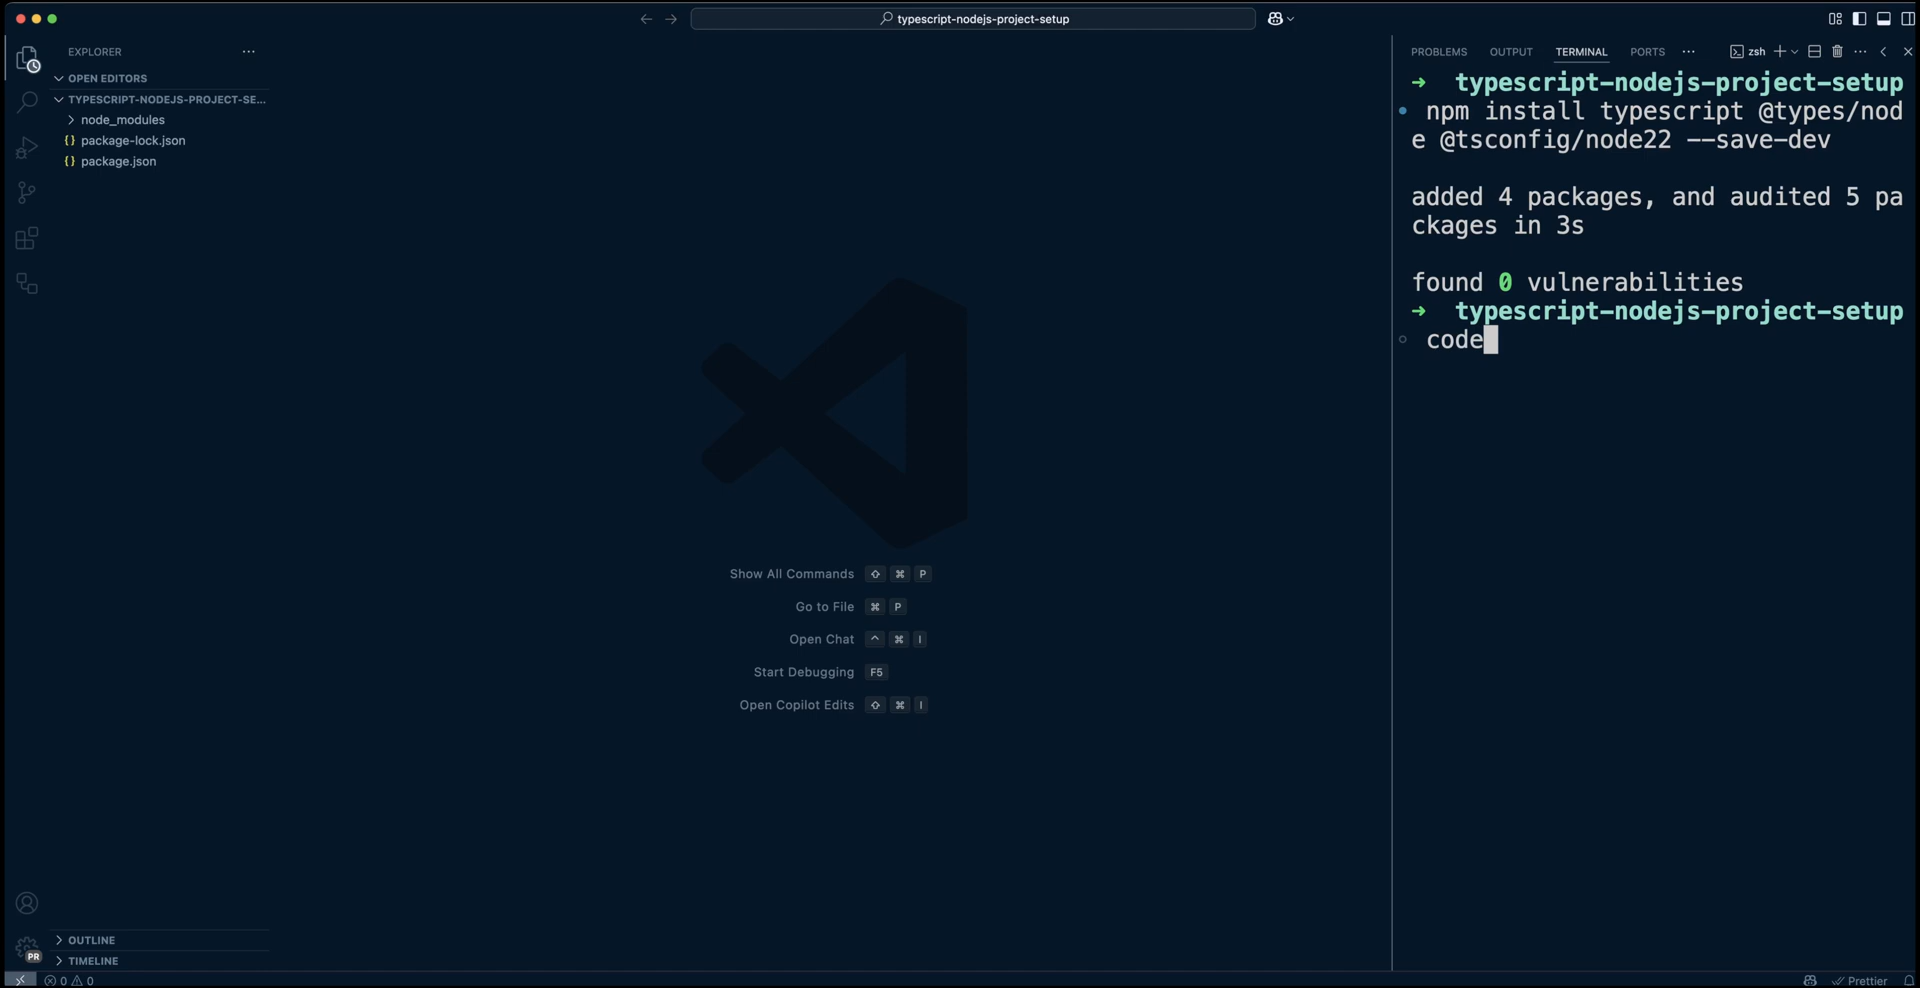 typescript-nodejs-project-setup
EXPLORER
OPEN EDITORS
TYPESCRIPT-NODEJS-PROJECT-SE...
node_modules
{} package-lock.json
{} package.json
Show All Commands ⇧ ⌘ P
Go to File ⌘ P
Open Chat ^ ⌘ I
Start Debugging F5
Open Copilot Edits ⇧ ⌘ I
PR
OUTLINE
TIMELINE
0 0
PROBLEMS OUTPUT TERMINAL PORTS ... zsh
→ typescript-nodejs-project-setup
npm install typescript @types/nod
e @tsconfig/node22 --save-dev
added 4 packages, and audited 5 pa
ckages in 3s
found 0 vulnerabilities
→ typescript-nodejs-project-setup
code
Prettier